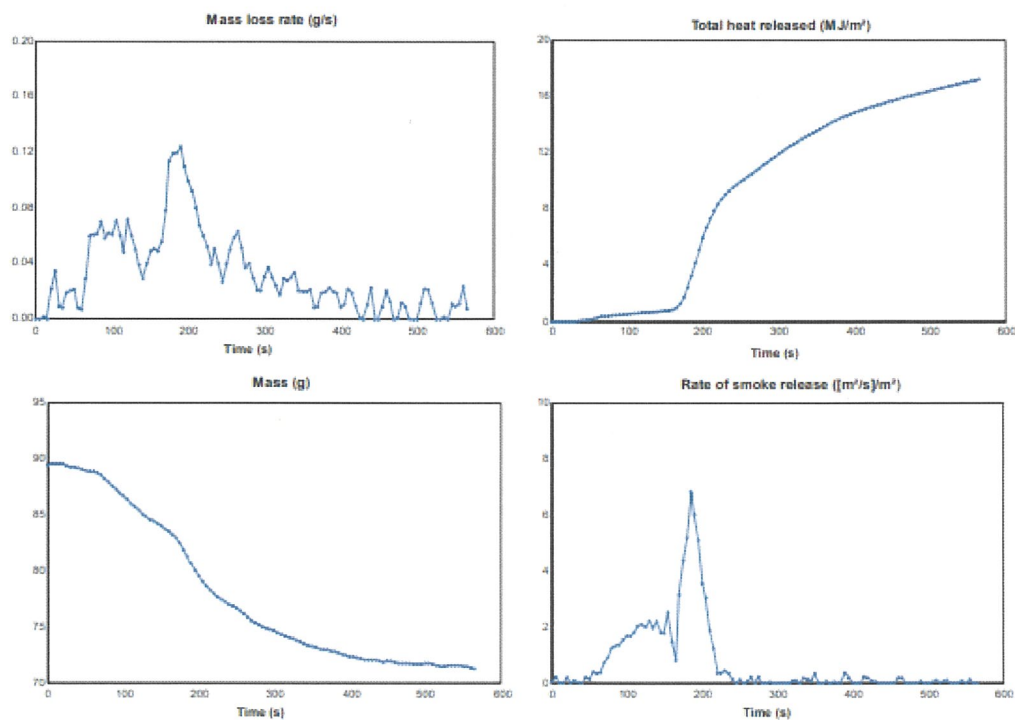 Mass loss rate (g/s)
0.20
0.16
0.12
0.08
0.04
0.00
0 100 200 300 400 500 600
Time (s)
Total heat released (MJ/m²)
20
16
12
8
4
0
0 100 200 300 400 500 600
Time (s)
Mass (g)
95
90
85
80
75
70
0 100 200 300 400 500 600
Time (s)
Rate of smoke release ([m²/s]/m²)
10
8
6
4
2
0
0 100 200 300 400 500 600
Time (s)